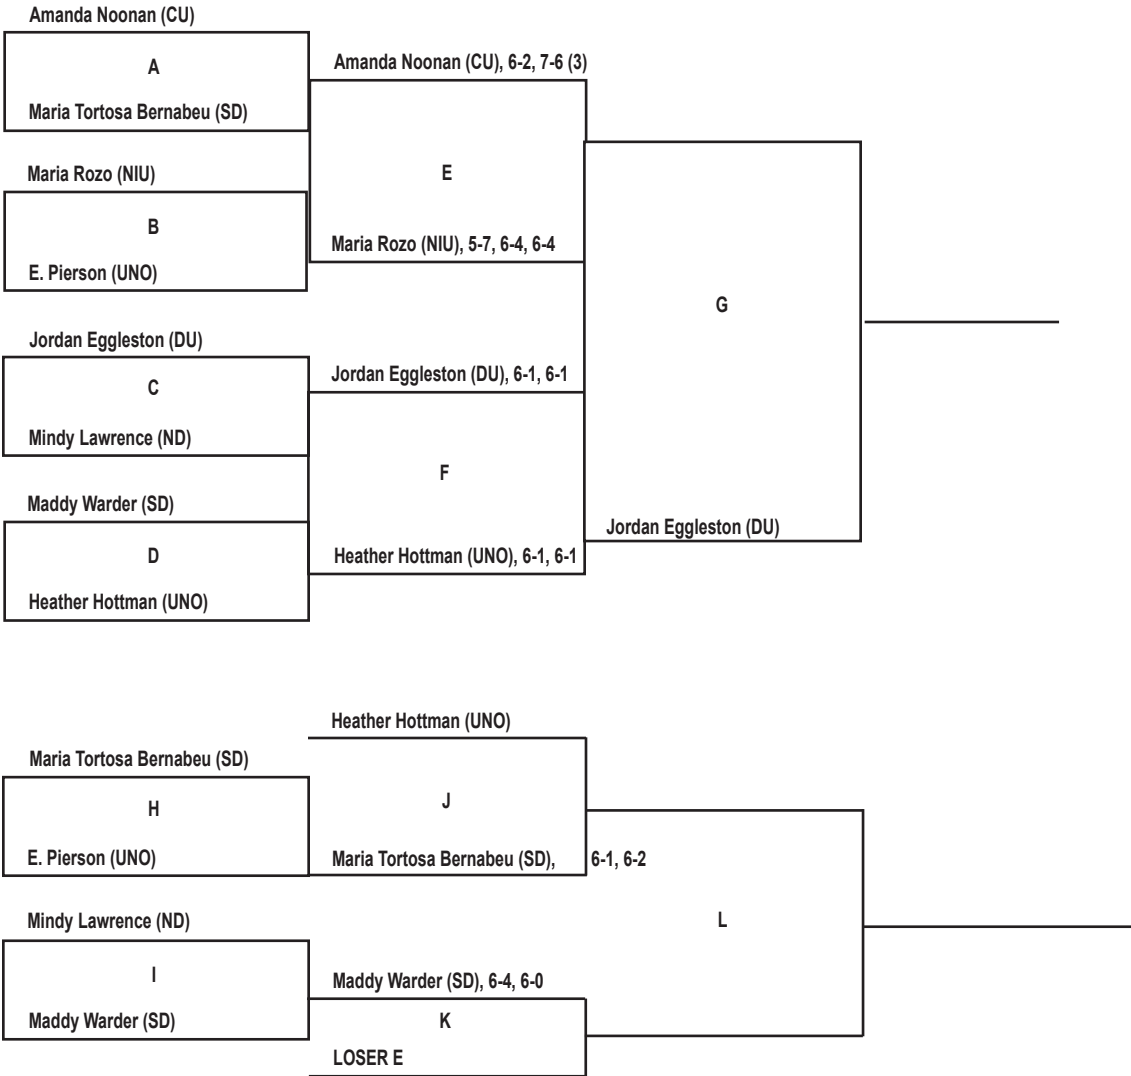 Amanda Noonan (CU)
A
Maria Tortosa Bernabeu (SD)
Amanda Noonan (CU), 6-2, 7-6 (3)
Maria Rozo (NIU)
B
E. Pierson (UNO)
E
Maria Rozo (NIU), 5-7, 6-4, 6-4
G
Jordan Eggleston (DU)
C
Mindy Lawrence (ND)
Jordan Eggleston (DU), 6-1, 6-1
F
Maddy Warder (SD)
D
Heather Hottman (UNO)
Heather Hottman (UNO), 6-1, 6-1
Jordan Eggleston (DU)
Heather Hottman (UNO)
Maria Tortosa Bernabeu (SD)
H
E. Pierson (UNO)
J
Maria Tortosa Bernabeu (SD), 6-1, 6-2
Mindy Lawrence (ND)
I
Maddy Warder (SD)
L
Maddy Warder (SD), 6-4, 6-0
K
LOSER E